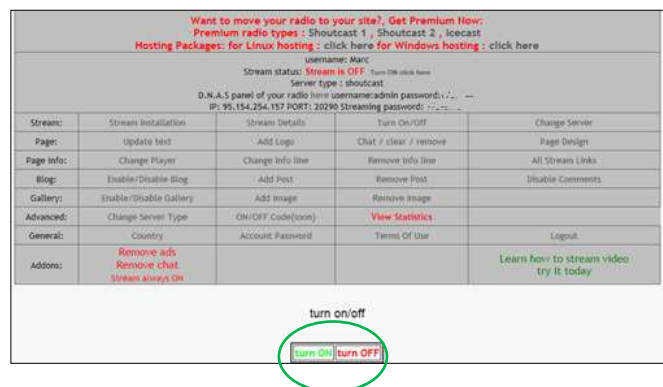 Want to move your radio to your site?, Get Premium Now:
Premium radio types : Shoutcast 1 , Shoutcast 2 , Icecast
Hosting Packages: for Linux hosting : click here for Windows hosting : click here
username: Marc
Stream status: Stream is OFF Turn ON click here
Server type : shoutcast
D.N.A.S panel of your radio here username:admin password:
IP: 95.154.254.157 PORT: 20290 Streaming password:
Stream: Stream Installation Stream Details Turn On/Off Change Server
Page: Update text Add Logo Chat / clear / remove Page Design
Page Info: Change Player Change info line Remove info line All Stream Links
Blog: Enable/Disable Blog Add Post Remove Post Disable Comments
Gallery: Enable/Disable Gallery Add Image Remove Image
Advanced: Change Server Type ON/OFF Code(soon) View Statistics
General: Country Account Password Terms Of Use Logout
Addons: Remove ads Learn how to stream video
Remove chat try it today
Stream always ON
turn on/off
turn ON turn OFF